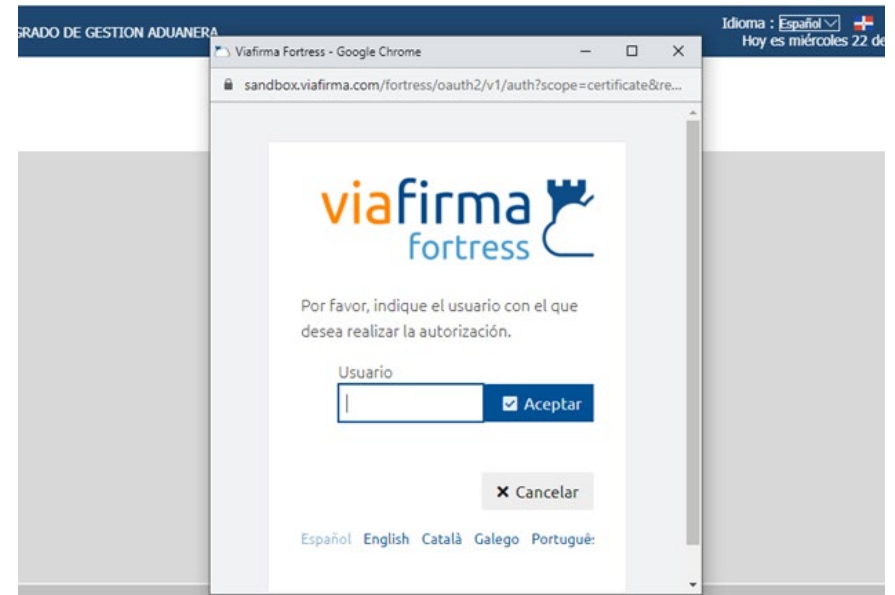 GRADO DE GESTION ADUANERA
Idioma : Español
Hoy es miércoles 22 de
Viafirma Fortress - Google Chrome
sandbox.viafirma.com/fortress/oauth2/v1/auth?scope=certificate&re...
viafirma
fortress
Por favor, indique el usuario con el que
desea realizar la autorización.
Usuario
Aceptar
Cancelar
Español English Català Galego Portuguê